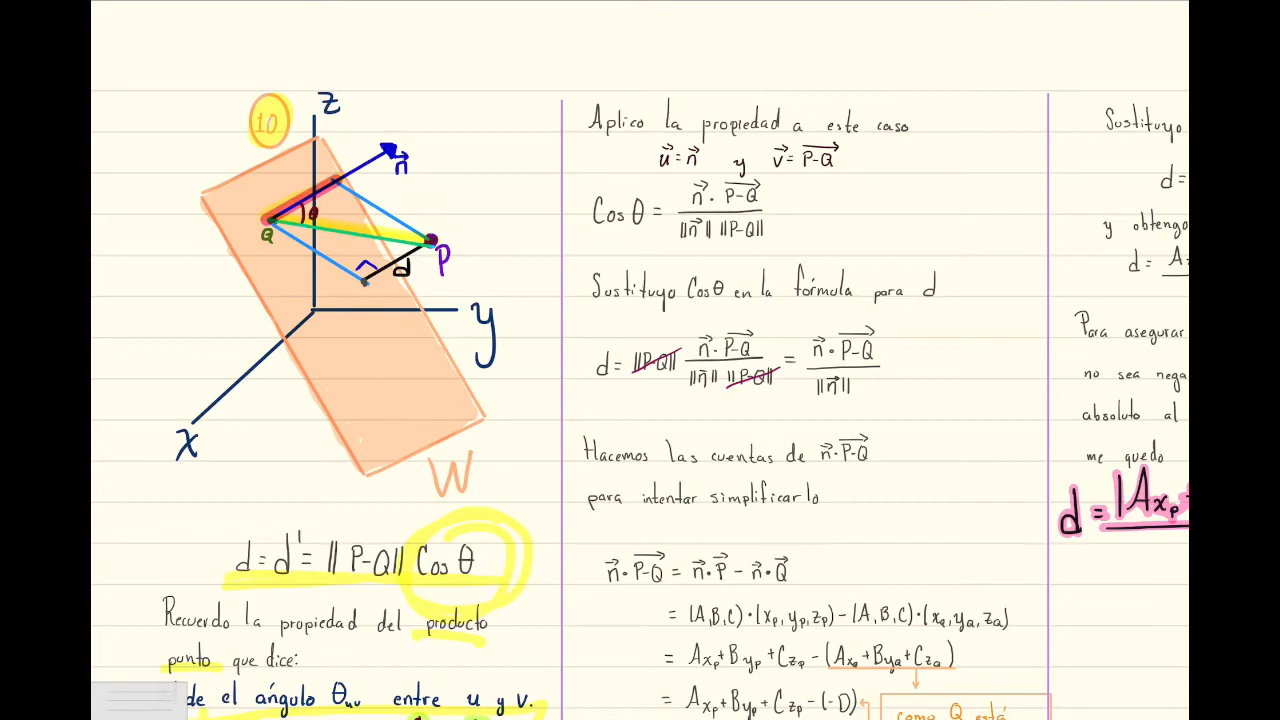 10
z
n⃗
θ
Q
d
P
y
x
W
d = d' = ||P-Q|| Cos θ
Recuerdo la propiedad del producto
punto que dice:
de el ángulo θuv entre u y v.
Aplico la propiedad a este caso
u⃗ = n⃗ y v⃗ = P-Q
Cos θ = n⃗ · P-Q / ||n⃗|| ||P-Q||
Sustituyo Cos θ en la fórmula para d
d = ||P-Q|| n⃗ · P-Q / ||n⃗|| ||P-Q|| = n⃗ · P-Q / ||n⃗||
Hacemos las cuentas de n⃗ · P-Q
para intentar simplificarlo
n⃗ · P-Q = n⃗ · P⃗ - n⃗ · Q⃗
= (A,B,C) · (xp, yp, zp) - (A,B,C) · (xQ, yQ, zQ)
= Axp + Byp + Czp - (AxQ + ByQ + CzQ)
= Axp + Byp + Czp - (-D)
como Q está
Sustituyo
d =
y obtengo
d = A
Para asegurar
no sea nega
absoluto al
me quedo
d = |Axp +